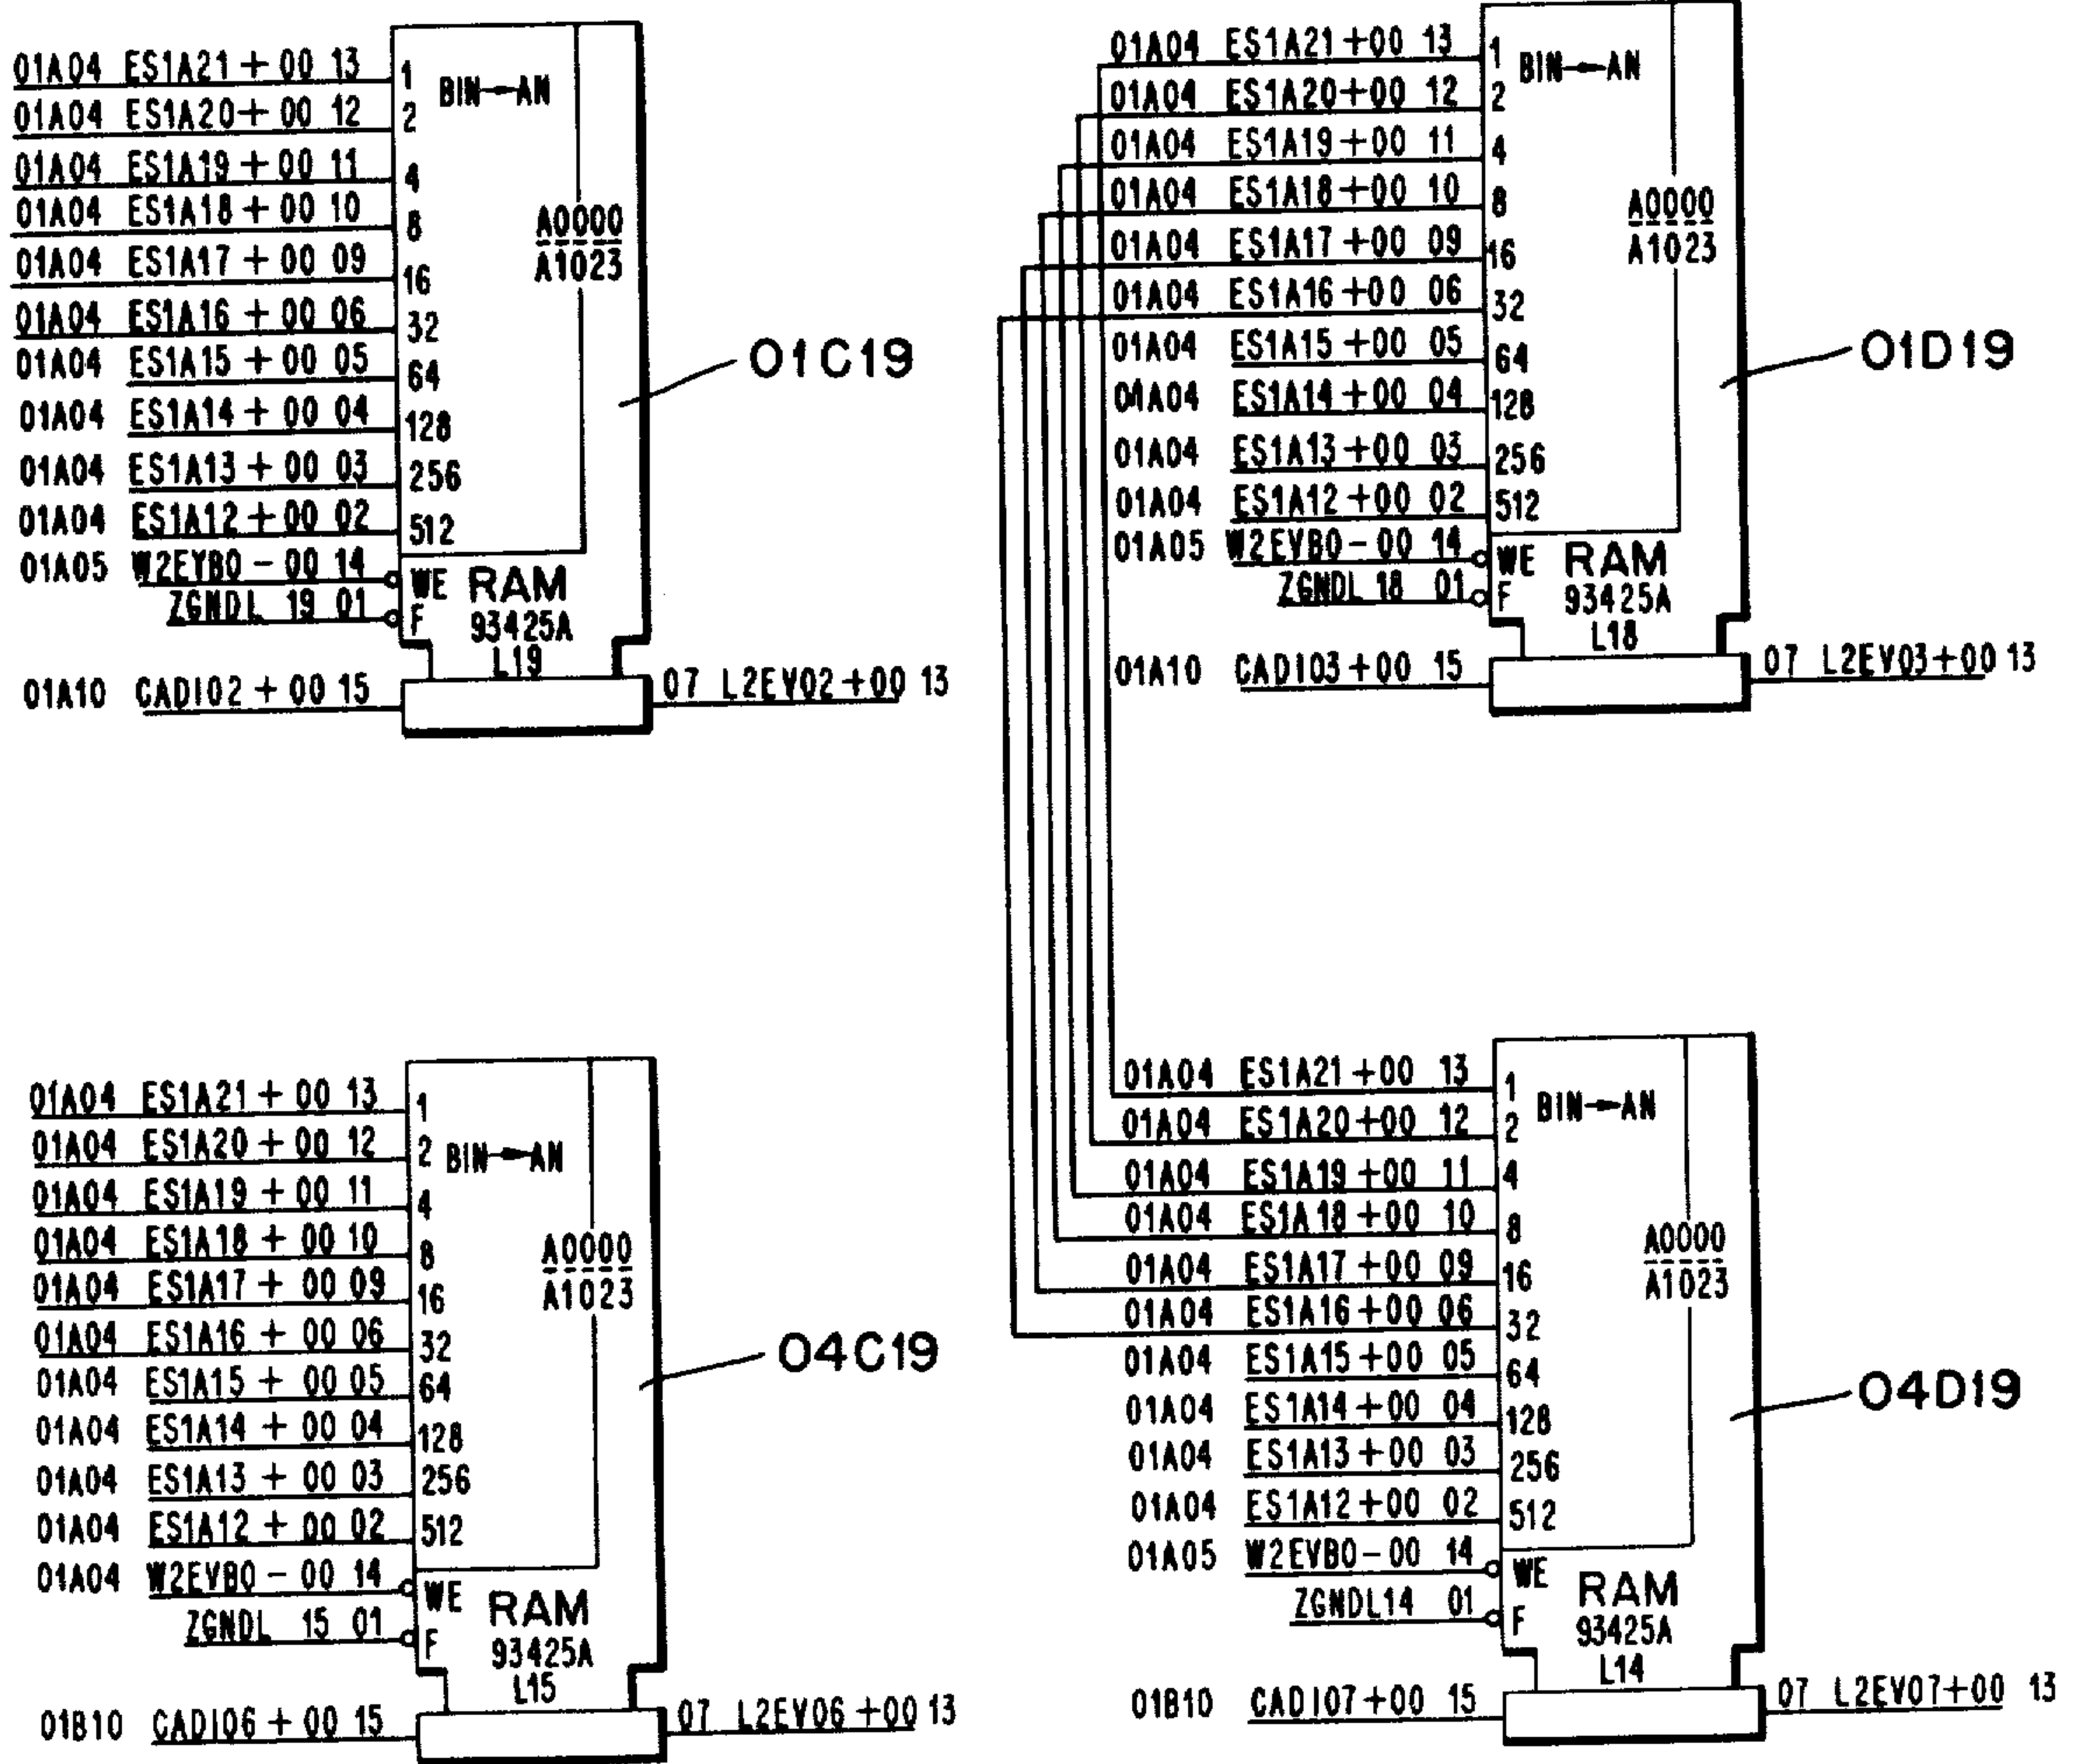 01A04 ES1A21+00 13 1
01A04 ES1A20+00 12 2
01A04 ES1A19+00 11 4
01A04 ES1A18+00 10 8
01A04 ES1A17+00 09 16
01A04 ES1A16+00 06 32
01A04 ES1A15+00 05 64
01A04 ES1A14+00 04 128
01A04 ES1A13+00 03 256
01A04 ES1A12+00 02 512
01A05 W2EYB0-00 14 WE
ZGNDL 19 01 F
BIN→AN
A0000
A1023
RAM
93425A
L19
01A10 CADI02+00 15
07 L2EV02+00 13
01C19
01A04 ES1A21+00 13 1
01A04 ES1A20+00 12 2
01A04 ES1A19+00 11 4
01A04 ES1A18+00 10 8
01A04 ES1A17+00 09 16
01A04 ES1A16+00 06 32
01A04 ES1A15+00 05 64
01A04 ES1A14+00 04 128
01A04 ES1A13+00 03 256
01A04 ES1A12+00 02 512
01A05 W2EVB0-00 14 WE
ZGNDL 18 01 F
BIN→AN
A0000
A1023
RAM
93425A
L18
01A10 CADI03+00 15
07 L2EV03+00 13
01D19
01A04 ES1A21+00 13 1
01A04 ES1A20+00 12 2
01A04 ES1A19+00 11 4
01A04 ES1A18+00 10 8
01A04 ES1A17+00 09 16
01A04 ES1A16+00 06 32
01A04 ES1A15+00 05 64
01A04 ES1A14+00 04 128
01A04 ES1A13+00 03 256
01A04 ES1A12+00 02 512
01A04 W2EVB0-00 14 WE
ZGNDL 15 01 F
BIN→AN
A0000
A1023
RAM
93425A
L15
01B10 CADI06+00 15
07 L2EV06+00 13
04C19
01A04 ES1A21+00 13 1
01A04 ES1A20+00 12 2
01A04 ES1A19+00 11 4
01A04 ES1A18+00 10 8
01A04 ES1A17+00 09 16
01A04 ES1A16+00 06 32
01A04 ES1A15+00 05 64
01A04 ES1A14+00 04 128
01A04 ES1A13+00 03 256
01A04 ES1A12+00 02 512
01A05 W2EVB0-00 14 WE
ZGNDL14 01 F
BIN→AN
A0000
A1023
RAM
93425A
L14
01B10 CADI07+00 15
07 L2EV07+00 13
04D19